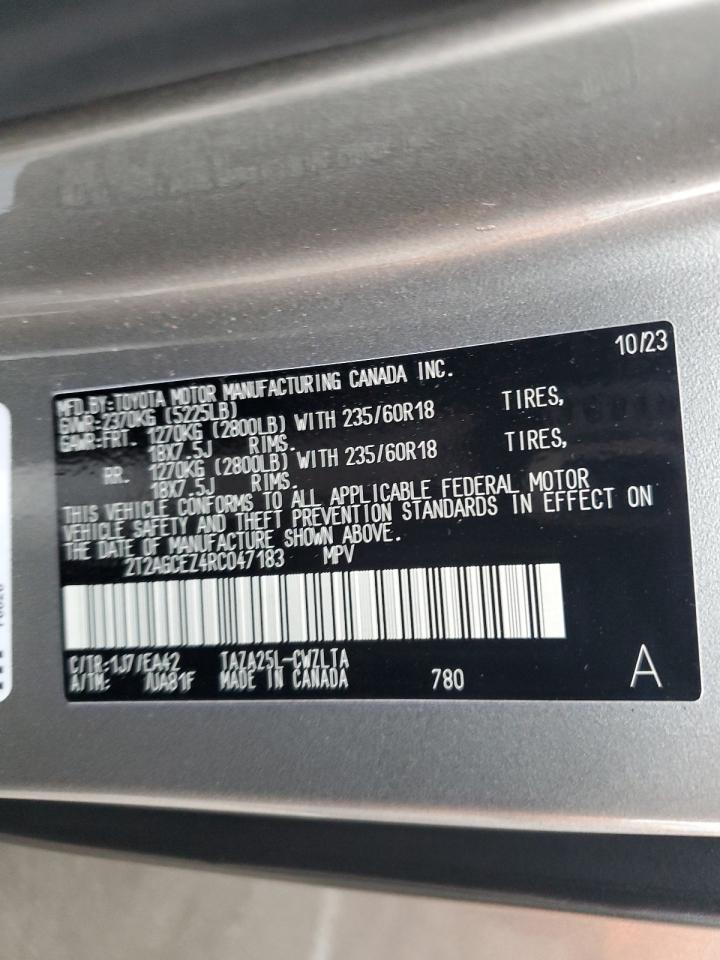 10/23
MFD.BY:TOYOTA MOTOR MANUFACTURING CANADA INC.
GVWR:2370KG (5225LB)
GAWR:FRT. 1270KG (2800LB) WITH 235/60R18 TIRES,
18X7.5J RIMS.
RR. 1270KG (2800LB) WITH 235/60R18 TIRES,
18X7.5J RIMS.
THIS VEHICLE CONFORMS TO ALL APPLICABLE FEDERAL MOTOR
VEHICLE SAFETY AND THEFT PREVENTION STANDARDS IN EFFECT ON
THE DATE OF MANUFACTURE SHOWN ABOVE.
2T2AGCEZ4RC047183 MPV
C/TR:1J7/EA42 TAZA25L-CWZLTA
A/TM: /UA81F MADE IN CANADA 780 A